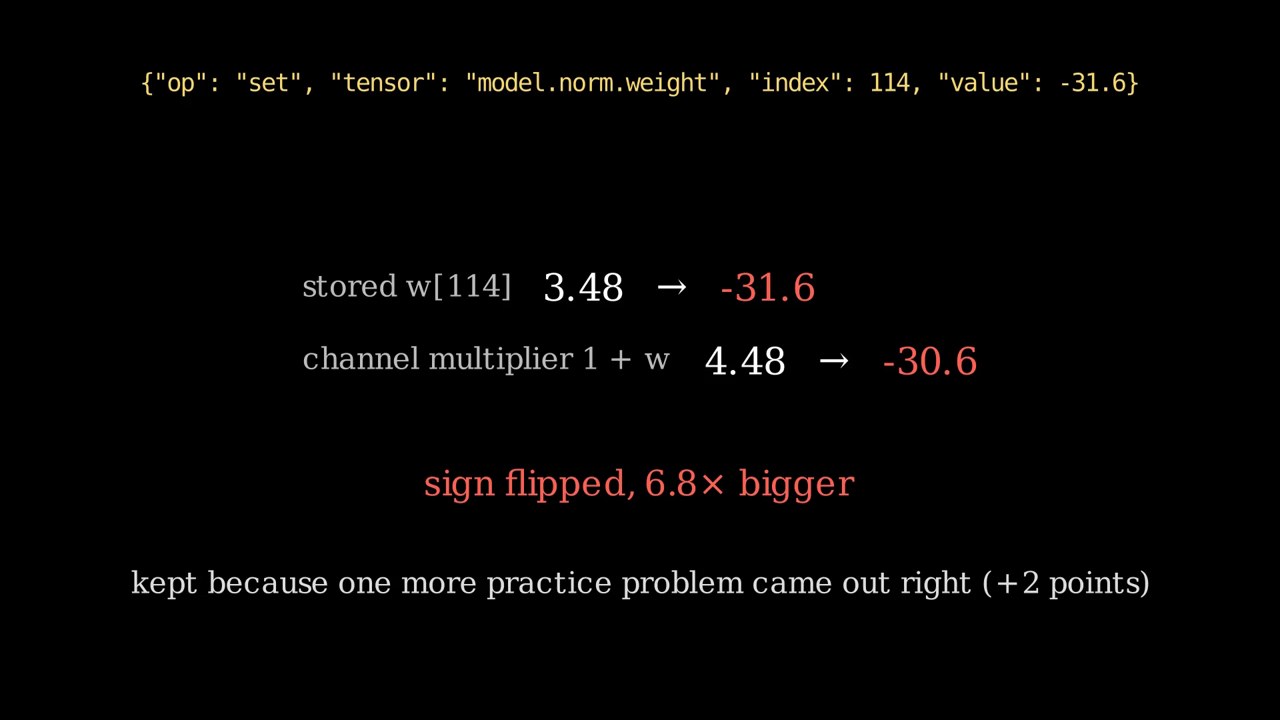 {"op": "set", "tensor": "model.norm.weight", "index": 114, "value": -31.6}
stored w[114] 3.48 → -31.6
channel multiplier 1 + w 4.48 → -30.6
sign flipped, 6.8× bigger
kept because one more practice problem came out right (+2 points)